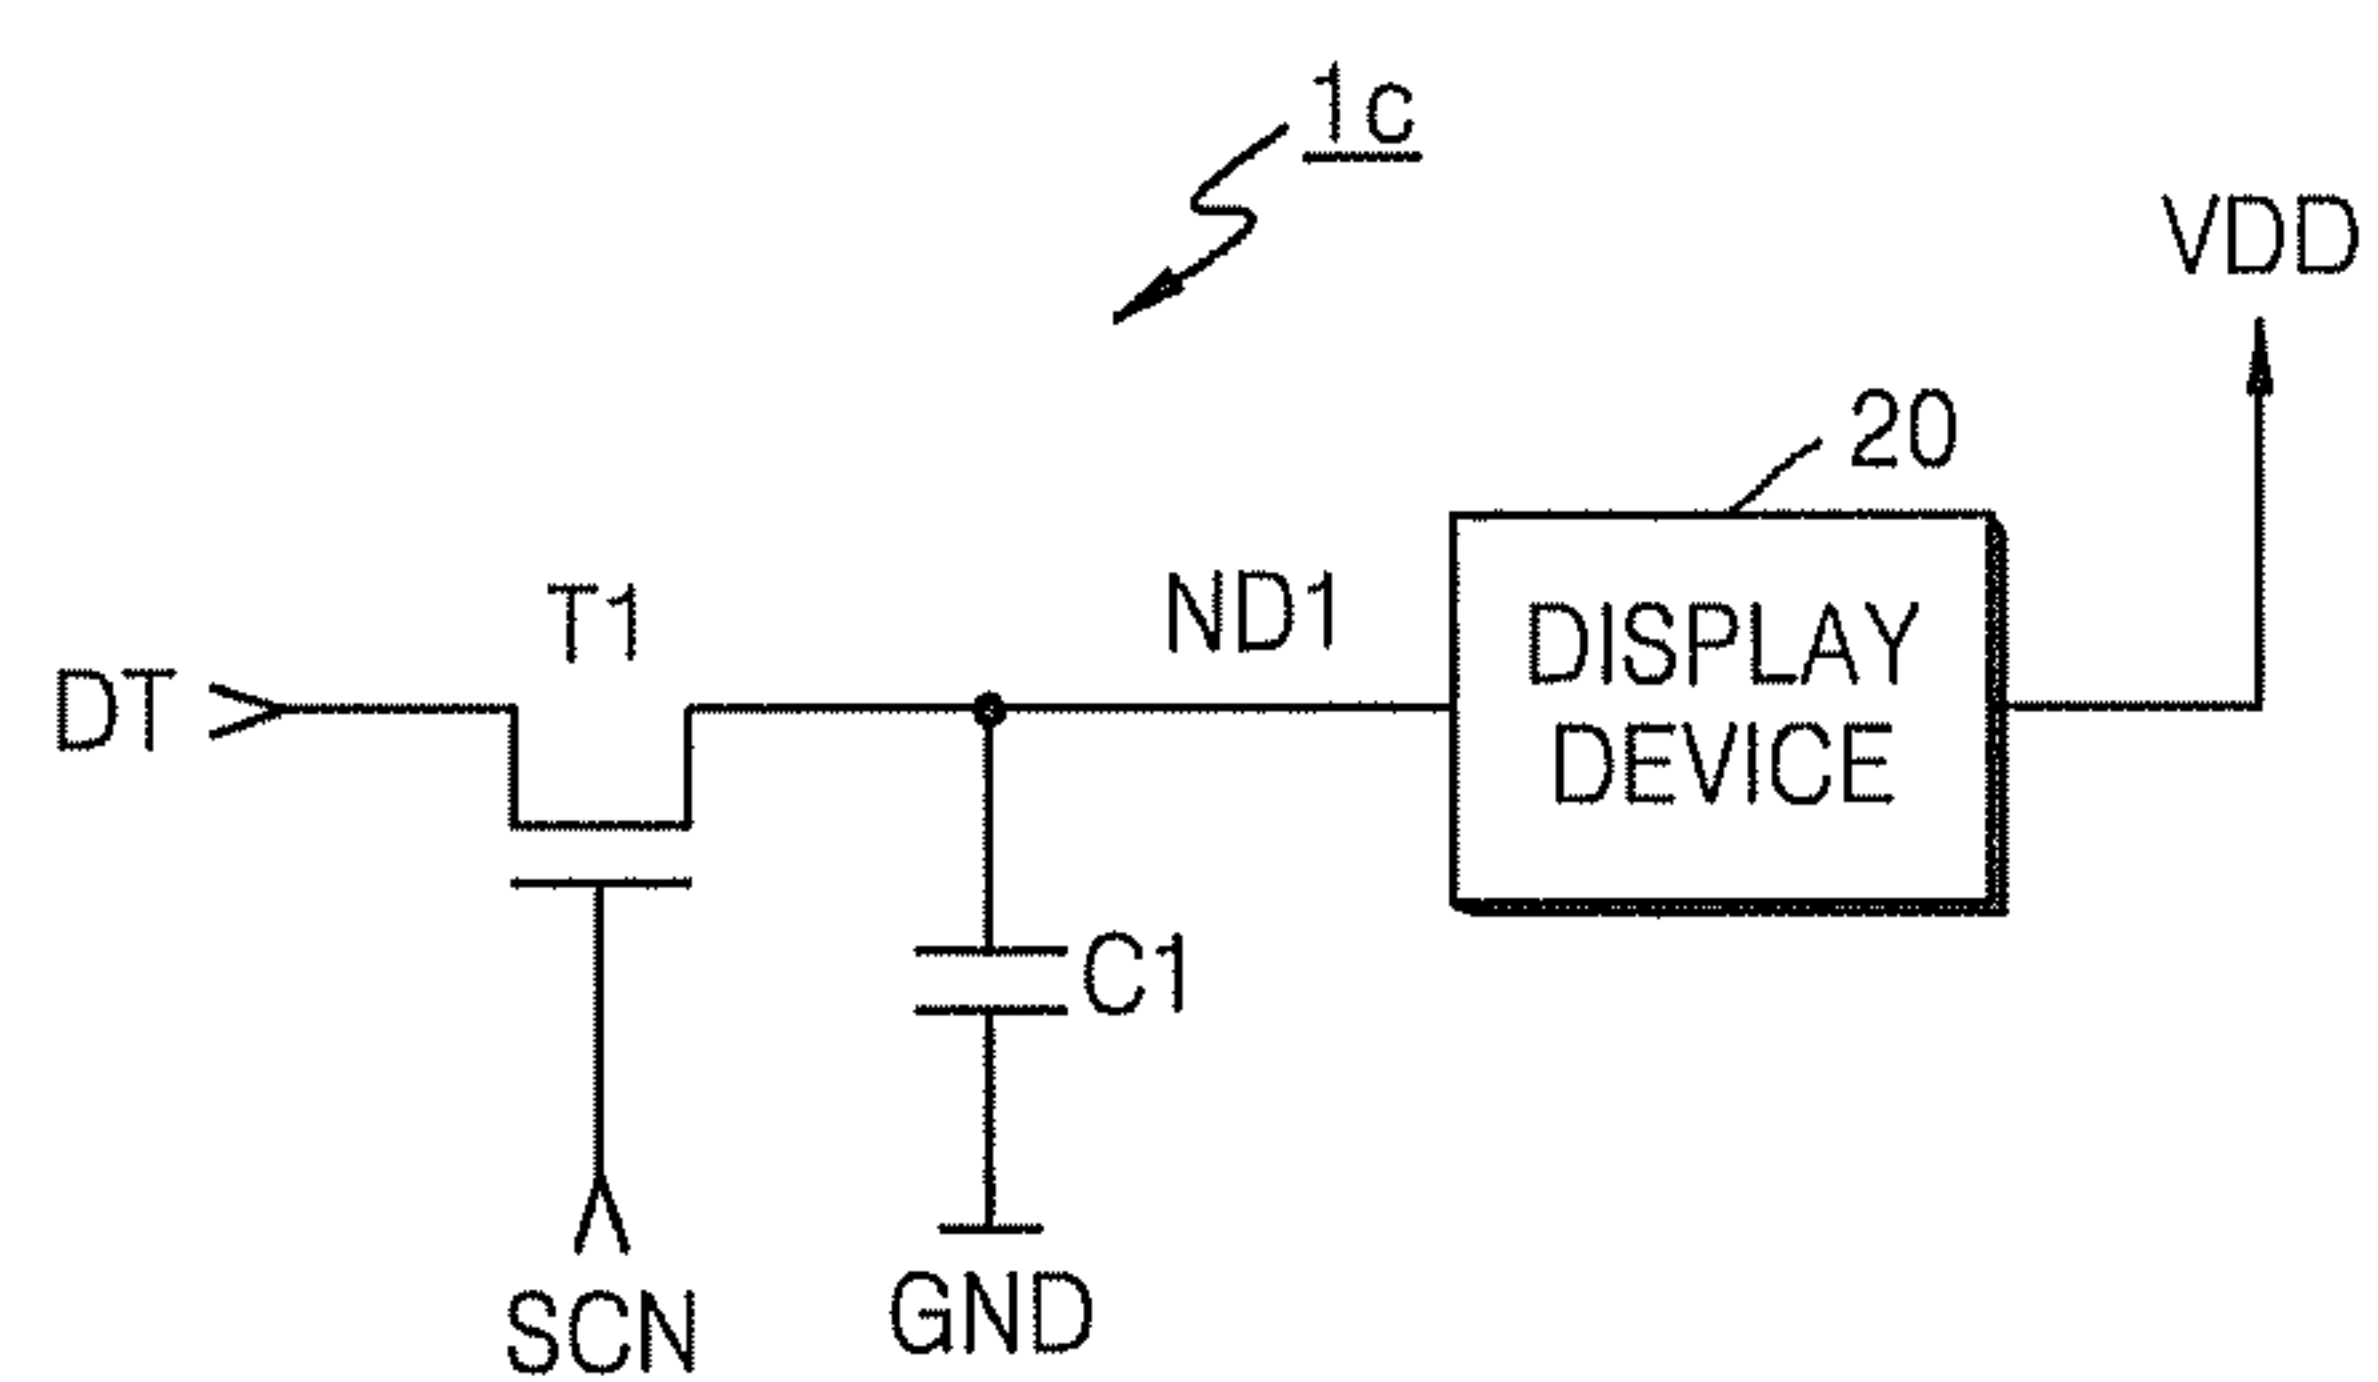 1c
VDD
20
ND1
T1
DT
DISPLAY
DEVICE
C1
GND
SCN